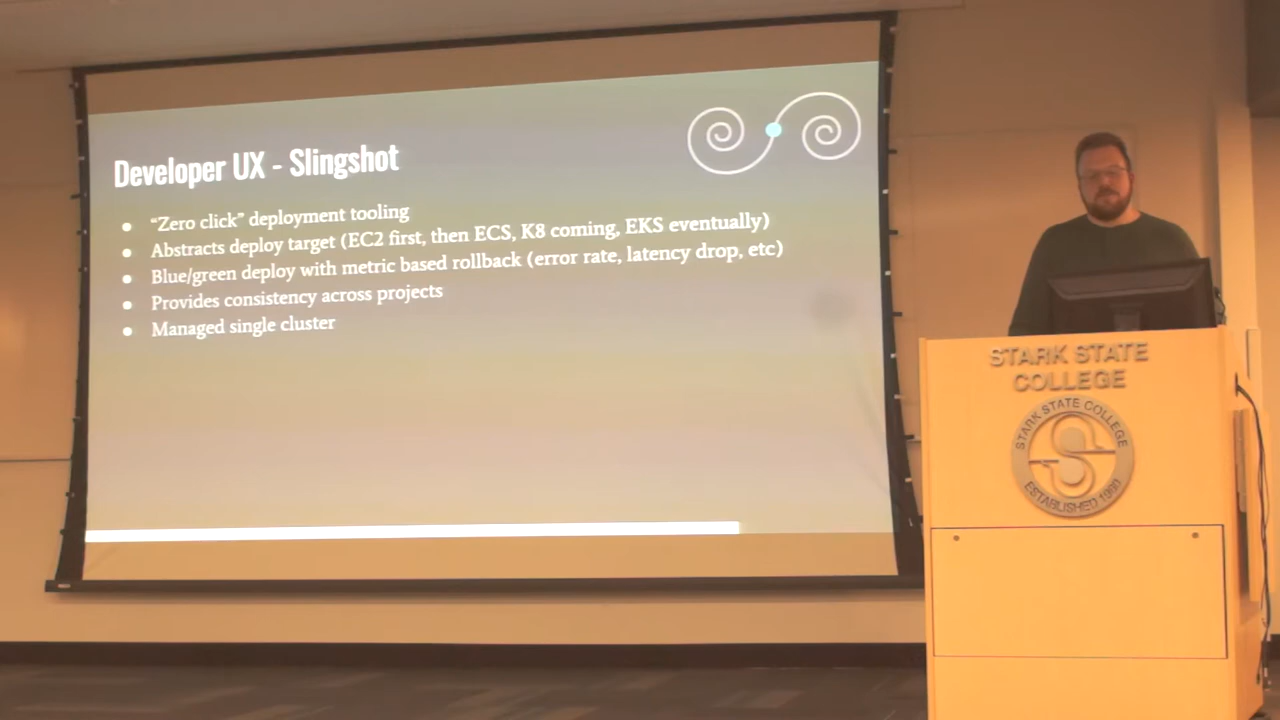 Developer UX - Slingshot
● “Zero click” deployment tooling
● Abstracts deploy target (EC2 first, then ECS, K8 coming, EKS eventually)
● Blue/green deploy with metric based rollback (error rate, latency drop, etc)
● Provides consistency across projects
● Managed single cluster
STARK STATE
COLLEGE
STARK STATE COLLEGE
ESTABLISHED 1960